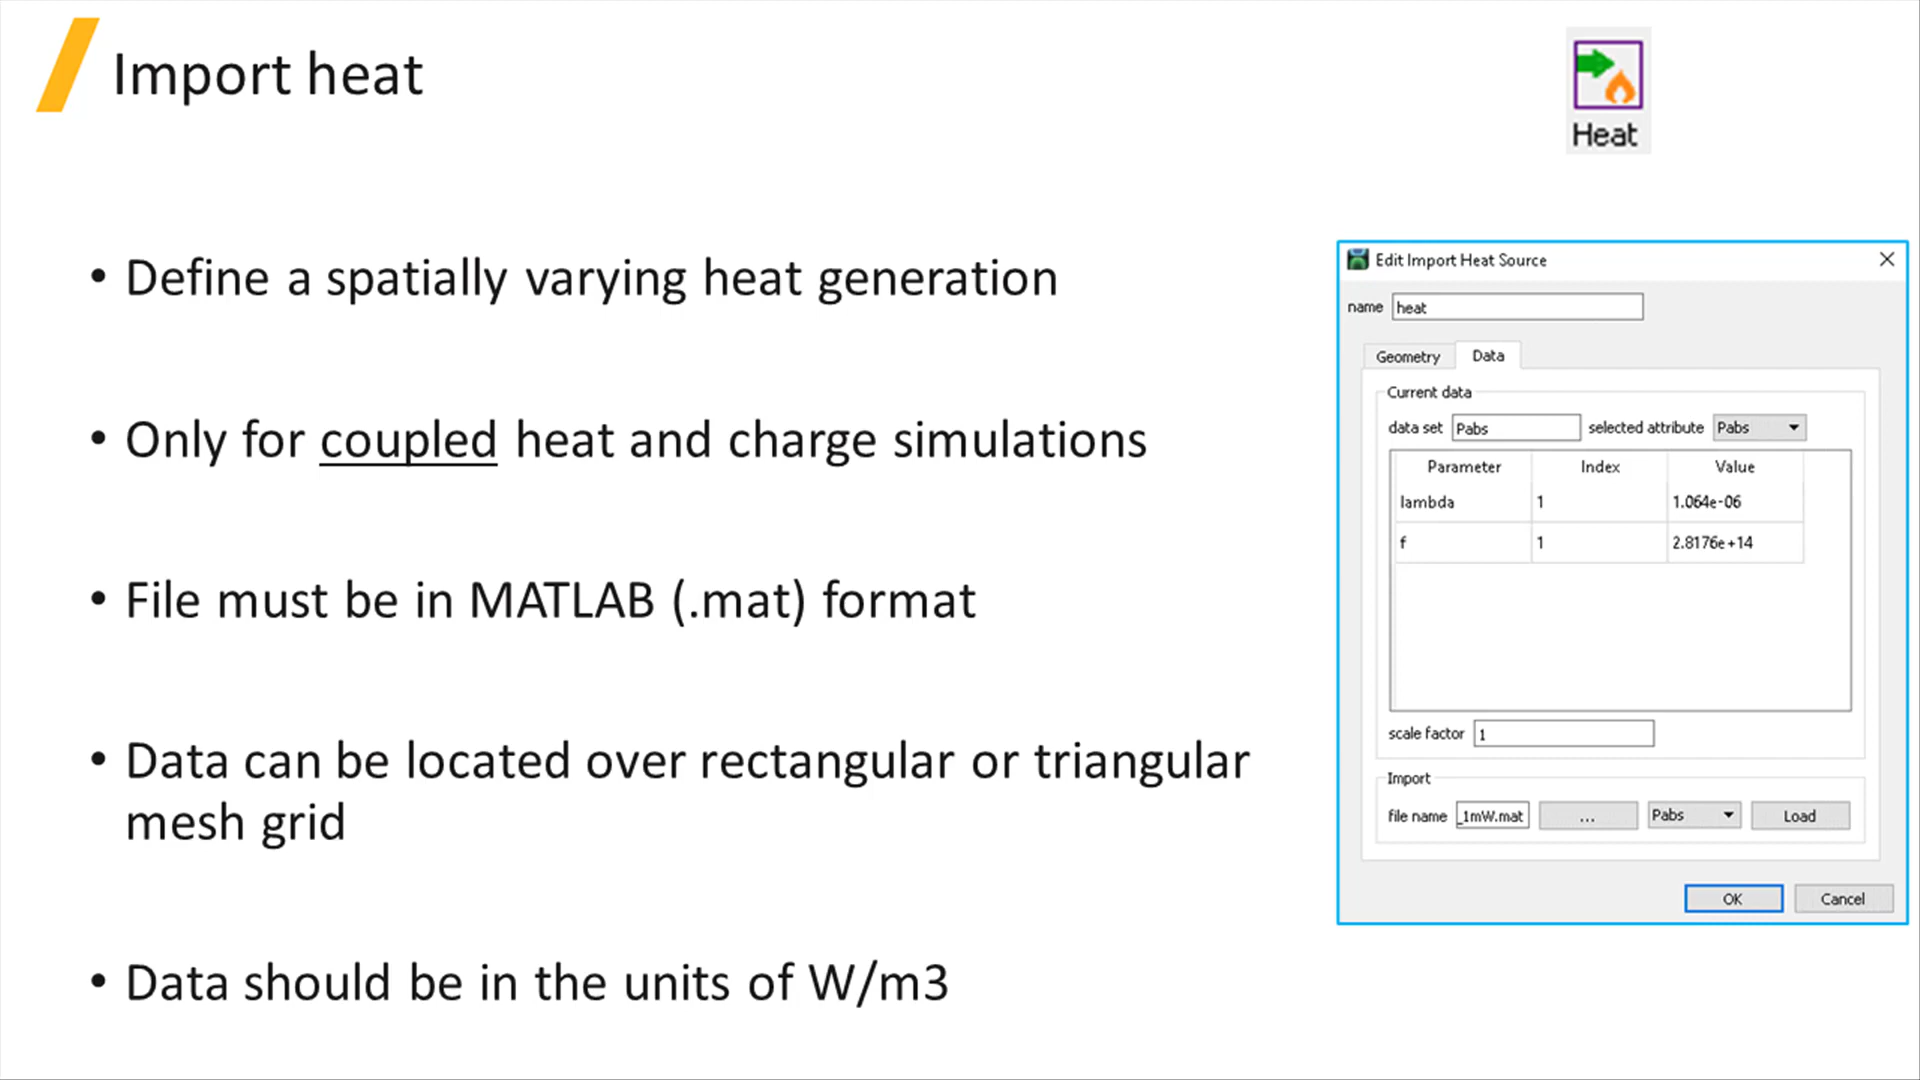 Import heat
Heat
• Define a spatially varying heat generation
• Only for coupled heat and charge simulations
• File must be in MATLAB (.mat) format
• Data can be located over rectangular or triangular
mesh grid
• Data should be in the units of W/m3
Edit Import Heat Source
name heat
Geometry Data
Current data
data set Pabs selected attribute Pabs
Parameter Index Value
lambda 1 1.064e-06
f 1 2.8176e+14
scale factor 1
Import
file name _1mW.mat ... Pabs Load
OK Cancel